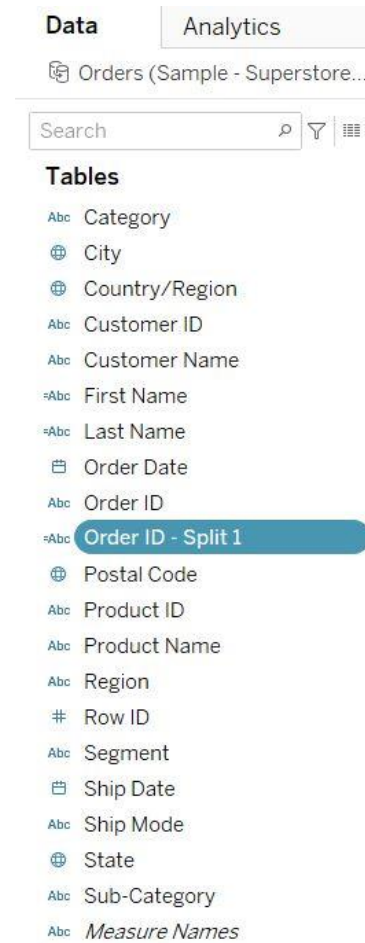 Data Analytics
Orders (Sample - Superstore...
Search
Tables
Abc Category
City
Country/Region
Abc Customer ID
Abc Customer Name
=Abc First Name
=Abc Last Name
Order Date
Abc Order ID
=Abc Order ID - Split 1
Postal Code
Abc Product ID
Abc Product Name
Abc Region
# Row ID
Abc Segment
Ship Date
Abc Ship Mode
State
Abc Sub-Category
Abc Measure Names